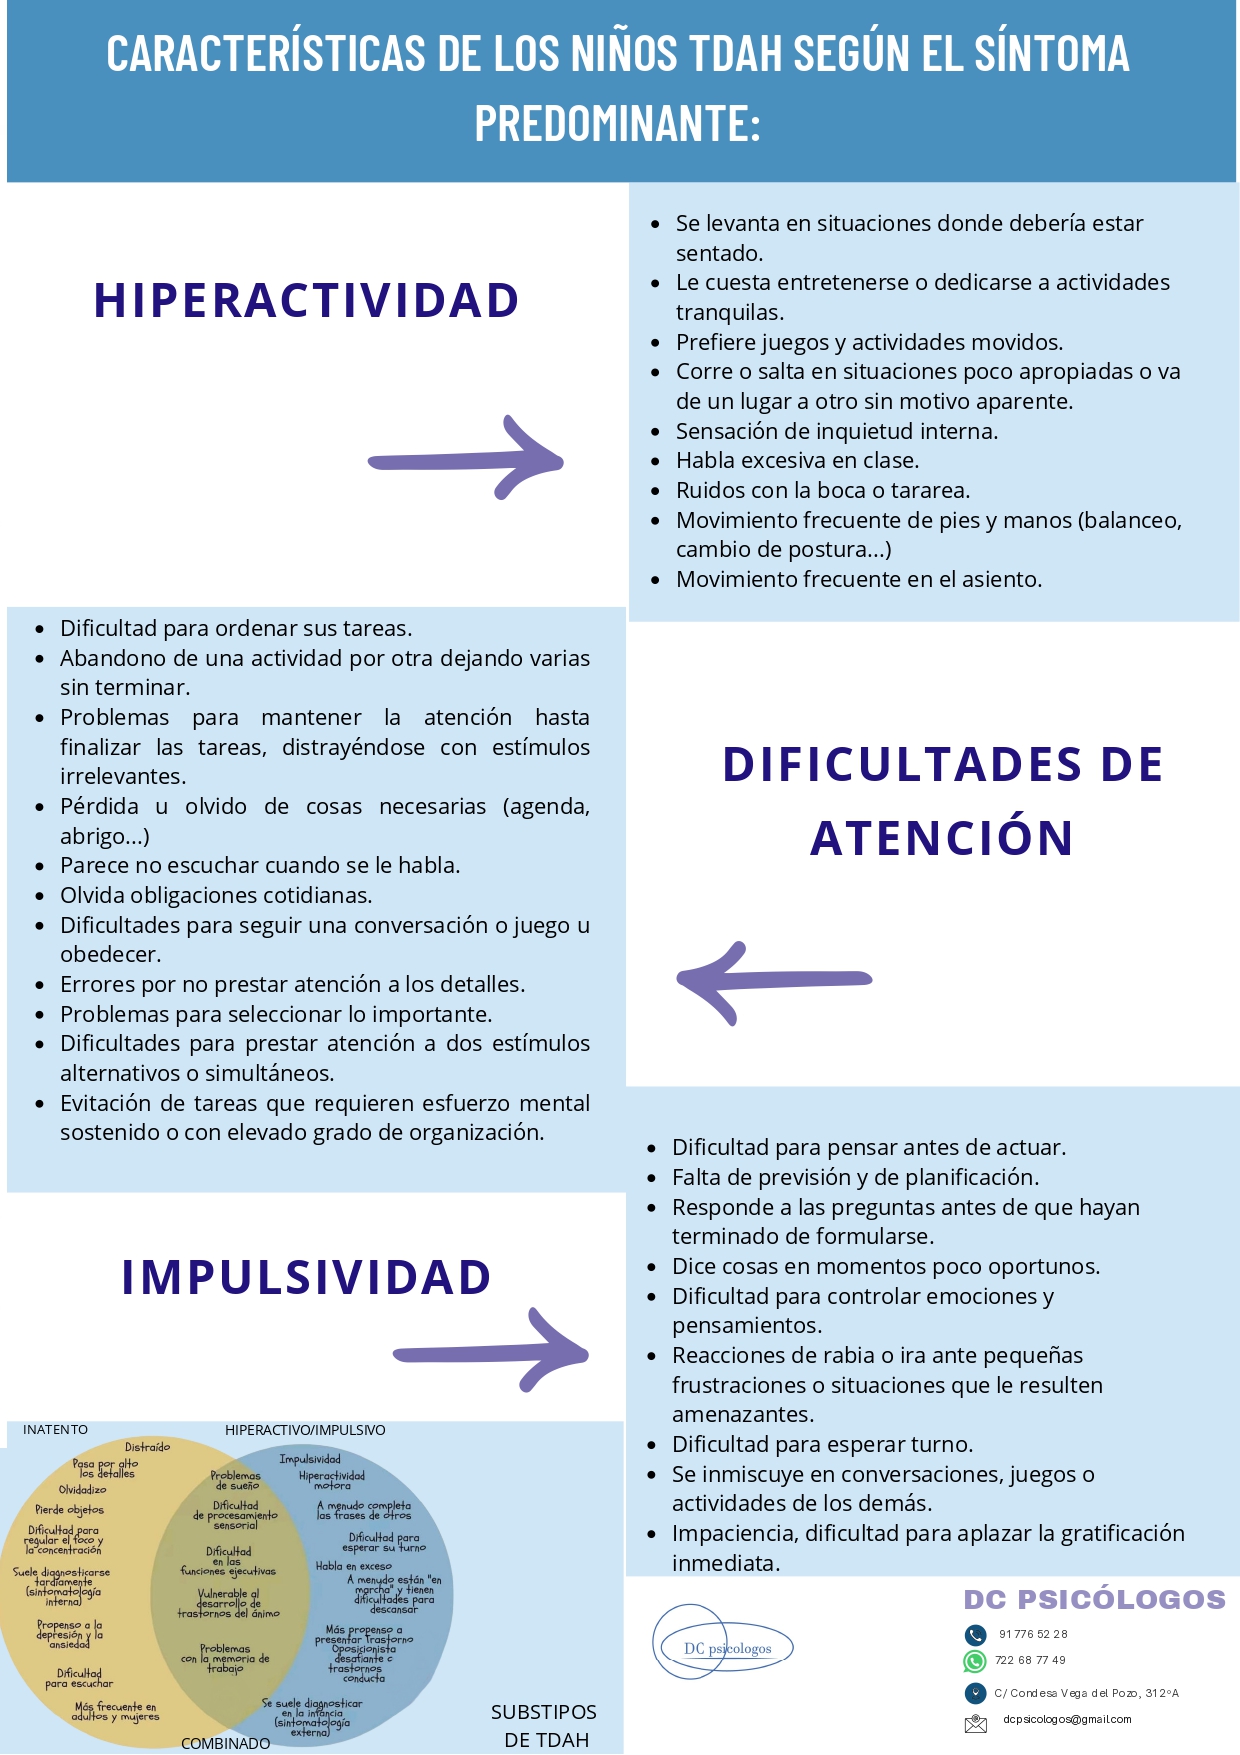 CARACTERÍSTICAS DE LOS NIÑOS TDAH SEGÚN EL SÍNTOMA
PREDOMINANTE:
HIPERACTIVIDAD
• Se levanta en situaciones donde debería estar
sentado.
• Le cuesta entretenerse o dedicarse a actividades
tranquilas.
• Prefiere juegos y actividades movidos.
• Corre o salta en situaciones poco apropiadas o va
de un lugar a otro sin motivo aparente.
• Sensación de inquietud interna.
• Habla excesiva en clase.
• Ruidos con la boca o tararea.
• Movimiento frecuente de pies y manos (balanceo,
cambio de postura...)
• Movimiento frecuente en el asiento.
DIFICULTADES DE
ATENCIÓN
• Dificultad para ordenar sus tareas.
• Abandono de una actividad por otra dejando varias
sin terminar.
• Problemas para mantener la atención hasta
finalizar las tareas, distrayéndose con estímulos
irrelevantes.
• Pérdida u olvido de cosas necesarias (agenda,
abrigo...)
• Parece no escuchar cuando se le habla.
• Olvida obligaciones cotidianas.
• Dificultades para seguir una conversación o juego u
obedecer.
• Errores por no prestar atención a los detalles.
• Problemas para seleccionar lo importante.
• Dificultades para prestar atención a dos estímulos
alternativos o simultáneos.
• Evitación de tareas que requieren esfuerzo mental
sostenido o con elevado grado de organización.
IMPULSIVIDAD
• Dificultad para pensar antes de actuar.
• Falta de previsión y de planificación.
• Responde a las preguntas antes de que hayan
terminado de formularse.
• Dice cosas en momentos poco oportunos.
• Dificultad para controlar emociones y
pensamientos.
• Reacciones de rabia o ira ante pequeñas
frustraciones o situaciones que le resulten
amenazantes.
• Dificultad para esperar turno.
• Se inmiscuye en conversaciones, juegos o
actividades de los demás.
• Impaciencia, dificultad para aplazar la gratificación
inmediata.
INATENTO
Distraído
Pasa por alto
los detalles
Olvidadizo
Pierde objetos
Dificultad para
regular el foco y
la concentración
Suele diagnosticarse
tardíamente
(sintomatología
interna)
Propenso a la
depresión y la
ansiedad
Dificultad
para escuchar
Más frecuente en
adultos y mujeres
Problemas
de sueño
Dificultad
de procesamiento
sensorial
Dificultad
en las
funciones ejecutivas
Vulnerable al
desarrollo de
trastornos del ánimo
Problemas
con la memoria de
trabajo
COMBINADO
HIPERACTIVO/IMPULSIVO
Impulsividad
Hiperactividad
motora
A menudo completa
las frases de otros
Dificultad para
esperar su turno
Habla en exceso
A menudo están "en
marcha" y tienen
dificultades para
descansar
Más propenso a
presentar Trastorno
Oposicionista
desafiante o
trastornos
conducta
Se suele diagnosticar
en la infancia
(sintomatología
externa)
SUBSTIPOS
DE TDAH
DC psicologos
DC PSICÓLOGOS
91 776 52 28
722 68 77 49
C/ Condesa Vega del Pozo, 31 2ºA
dcpsicologos@gmail.com